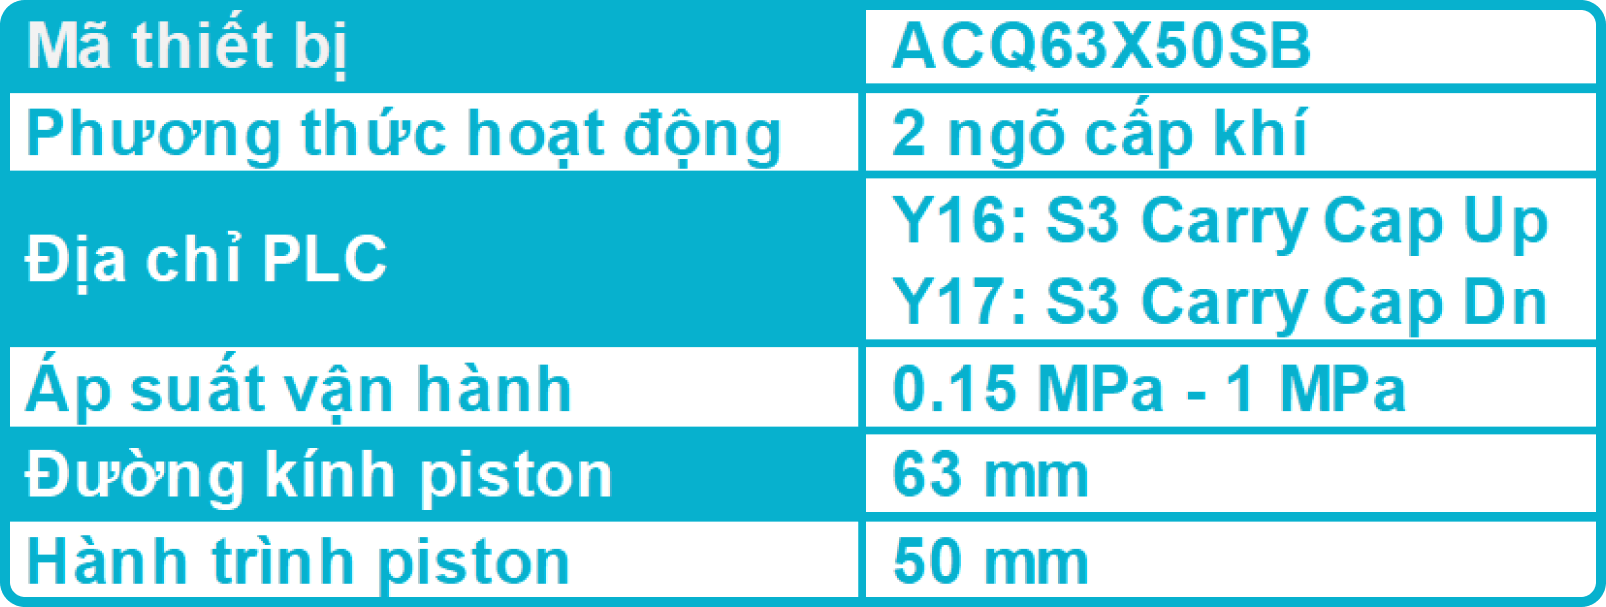 Mã thiết bị
ACQ63X50SB
Phương thức hoạt động
2 ngõ cấp khí
Địa chỉ PLC
Y16: S3 Carry Cap Up
Y17: S3 Carry Cap Dn
Áp suất vận hành
0.15 MPa - 1 MPa
Đường kính piston
63 mm
Hành trình piston
50 mm